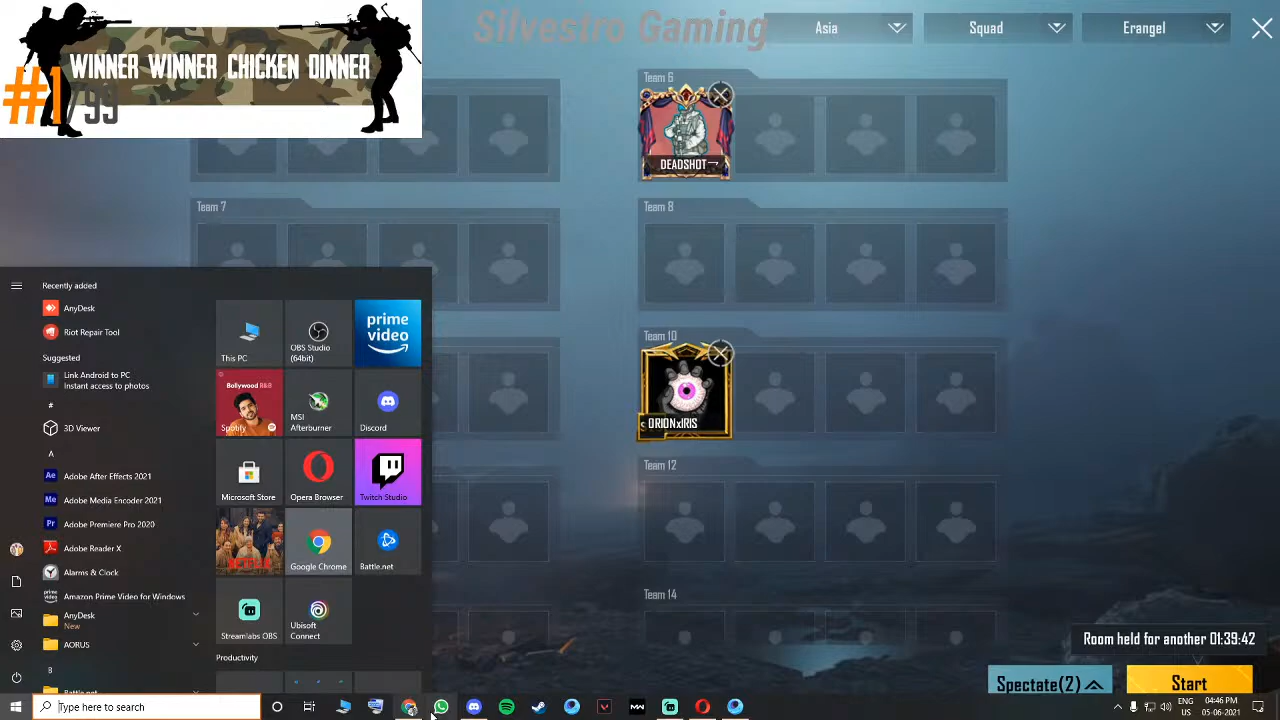 WINNER WINNER CHICKEN DINNER
#1/99
Silvestro Gaming
Asia
Squad
Erangel
Team 6
DEADSHOT
Team 7
Team 8
Team 10
ORIONxIRIS
Team 12
Team 14
Recently added
AnyDesk
Riot Repair Tool
Suggested
Link Android to PC
Instant access to photos
#
3D Viewer
A
Adobe After Effects 2021
Adobe Media Encoder 2021
Adobe Premiere Pro 2020
Adobe Reader X
Alarms & Clock
Amazon Prime Video for Windows
AnyDesk
New
AORUS
B
Battle.net
This PC
OBS Studio
(64bit)
prime
video
Bollywood R&B
Spotify
MSI
Afterburner
Discord
Microsoft Store
Opera Browser
Twitch Studio
NETFLIX
Google Chrome
Battle.net
Streamlabs OBS
Ubisoft
Connect
Productivity
Room held for another 01:39:42
Spectate(2)
Start
Type here to search
04:46 PM
05-06-2021